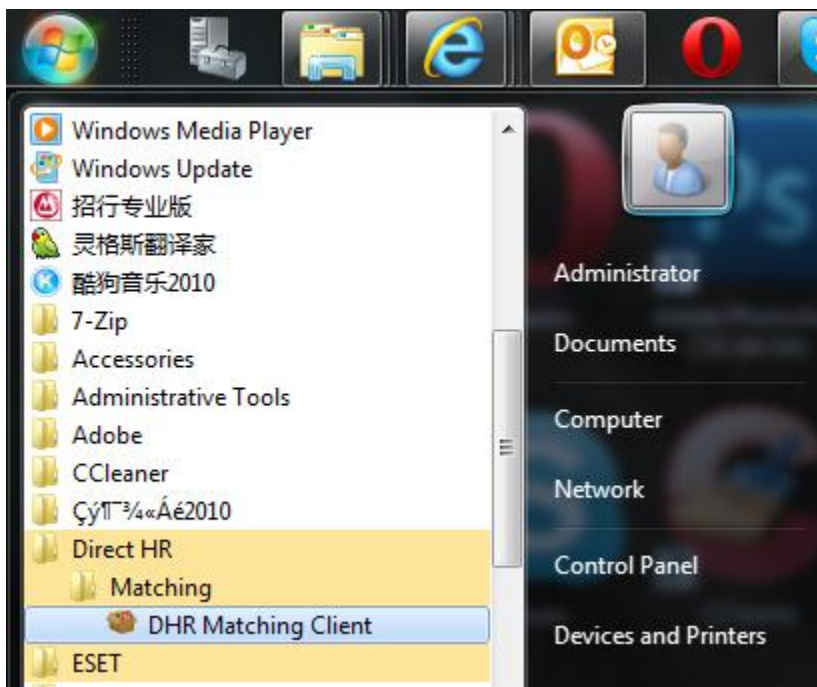 Windows Media Player
Windows Update
招行专业版
灵格斯翻译家
酷狗音乐2010
7-Zip
Accessories
Administrative Tools
Adobe
CCleaner
Çý¶¯¾«Áé2010
Direct HR
Matching
DHR Matching Client
ESET
Administrator
Documents
Computer
Network
Control Panel
Devices and Printers